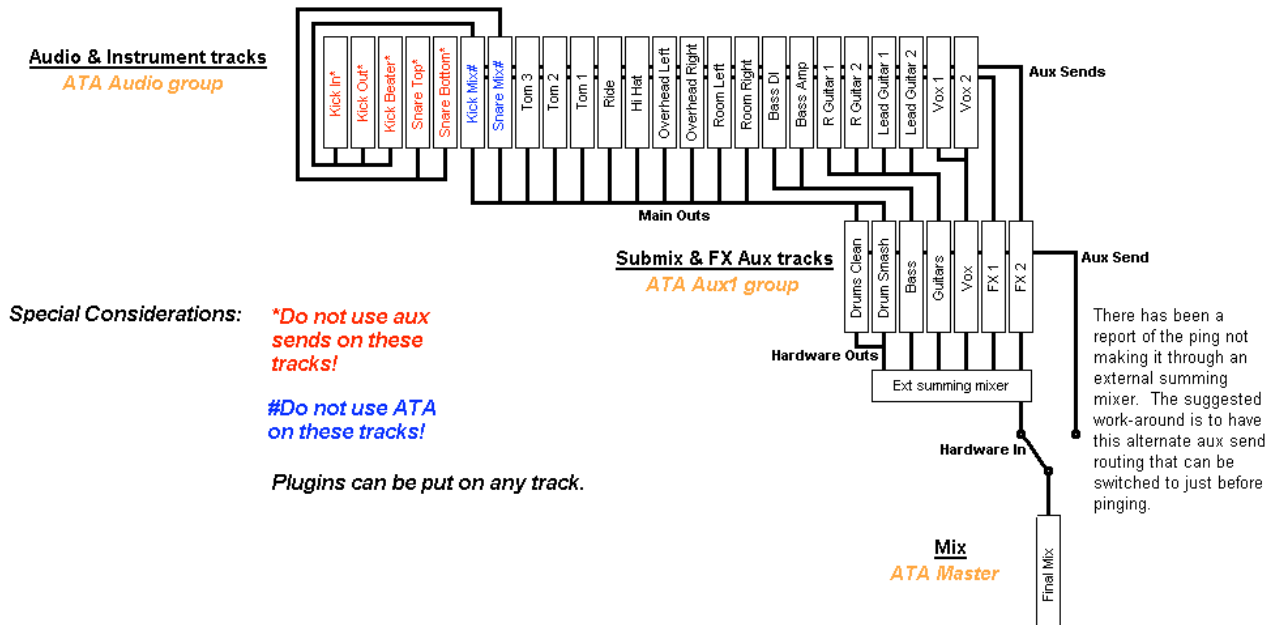 Audio & Instrument tracks
ATA Audio group
Kick In*
Kick Out*
Kick Beater*
Snare Top*
Snare Bottom*
Kick Mix#
Snare Mix#
Tom 3
Tom 2
Tom 1
Ride
Hi Hat
Overhead Left
Overhead Right
Room Left
Room Right
Bass DI
Bass Amp
R Guitar 1
R Guitar 2
Lead Guitar 1
Lead Guitar 2
Vox 1
Vox 2
Aux Sends
Main Outs
Submix & FX Aux tracks
ATA Aux1 group
Drums Clean
Drum Smash
Bass
Guitars
Vox
FX 1
FX 2
Aux Send
Hardware Outs
Ext summing mixer
Hardware In
Special Considerations:
*Do not use aux
sends on these
tracks!
#Do not use ATA
on these tracks!
Plugins can be put on any track.
There has been a
report of the ping not
making it through an
external summing
mixer. The suggested
work-around is to have
this alternate aux send
routing that can be
switched to just before
pinging.
Mix
ATA Master
Final Mix